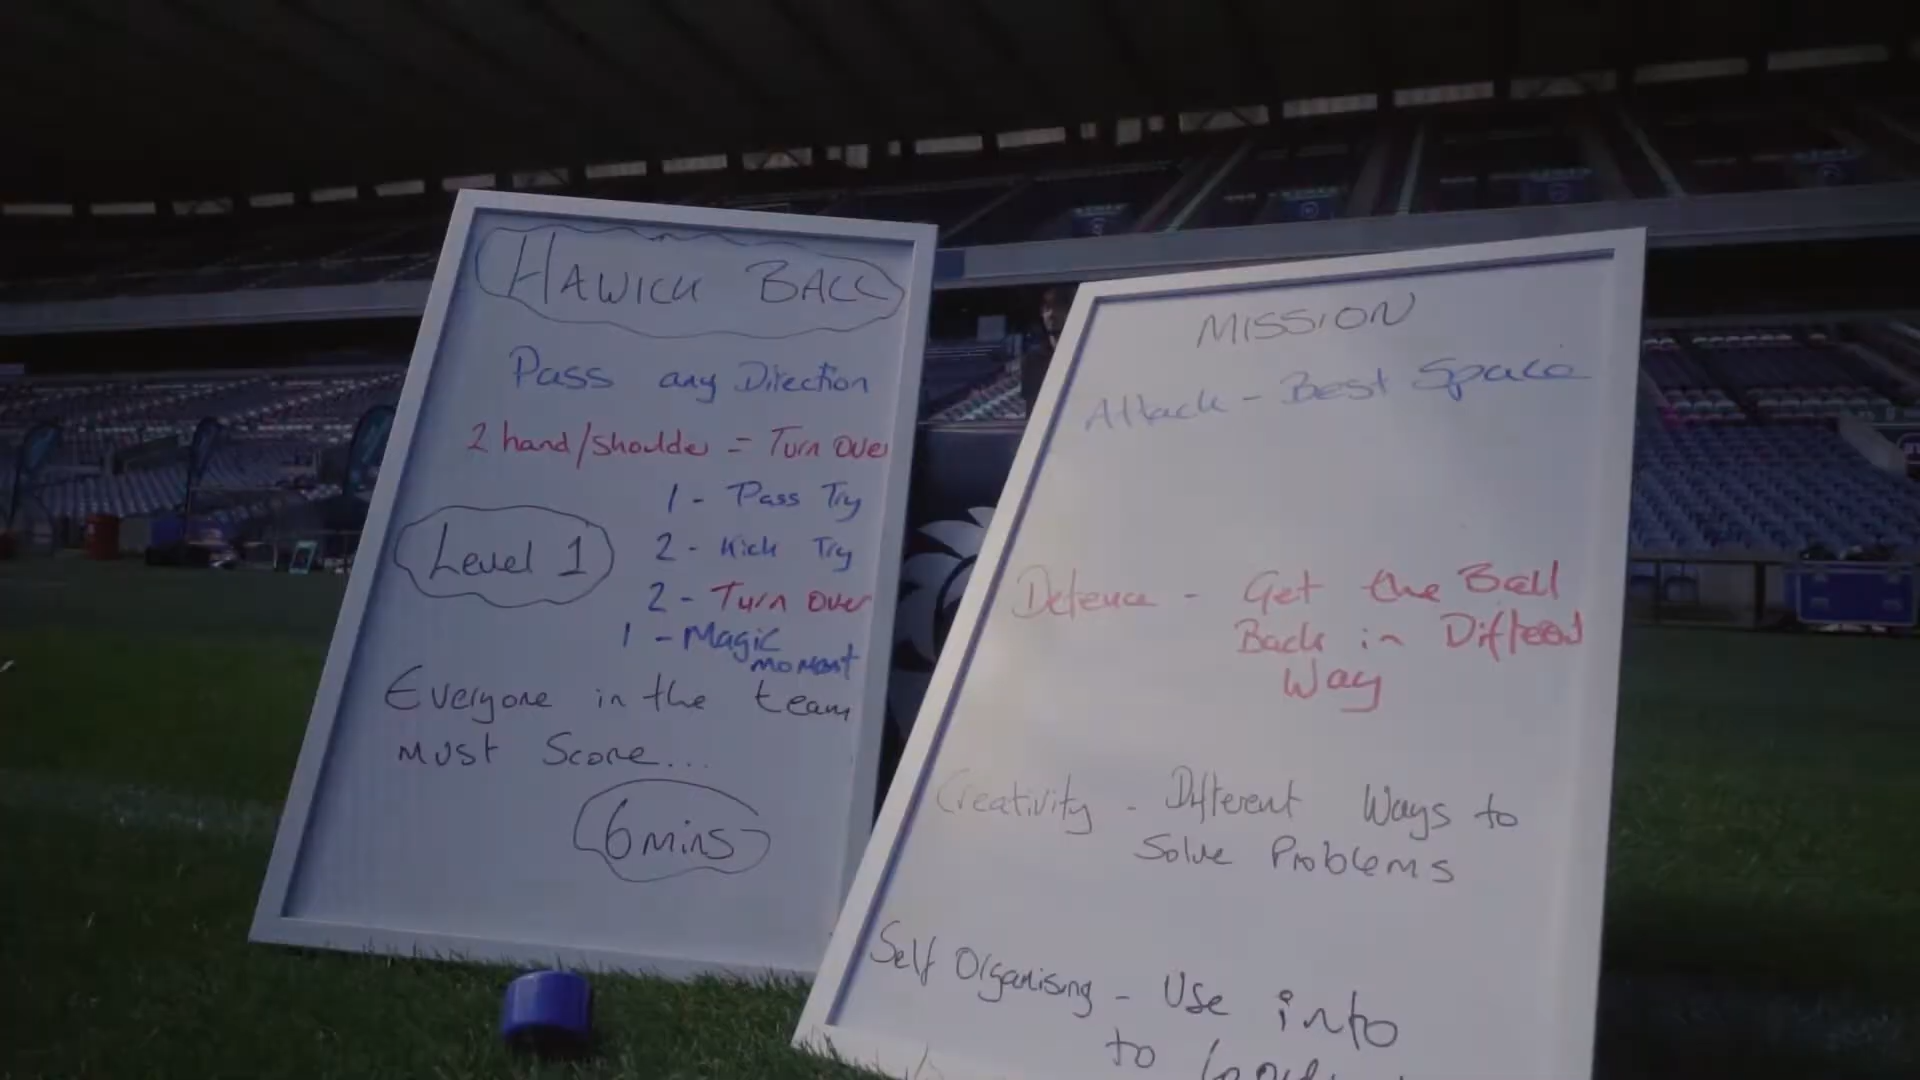 HAWICK BALL
Pass any Direction
2 hand/shoulder = Turn over
1 - Pass Try
Level 1
2 - Kick Try
2 - Turn over
1 - Magic
moment
Everyone in the team
must Score...
6 mins
MISSION
Attack - Best Space
Defence - Get the Ball
Back in Different
Way
Creativity - Different Ways to
Solve Problems
Self Organising - Use info
to